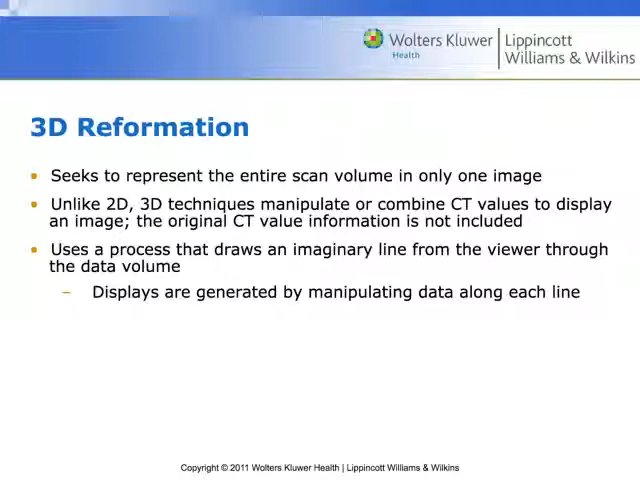 Wolters Kluwer
Health
Lippincott
Williams & Wilkins
3D Reformation
• Seeks to represent the entire scan volume in only one image
• Unlike 2D, 3D techniques manipulate or combine CT values to display
an image; the original CT value information is not included
• Uses a process that draws an imaginary line from the viewer through
the data volume
– Displays are generated by manipulating data along each line
Copyright © 2011 Wolters Kluwer Health | Lippincott Williams & Wilkins